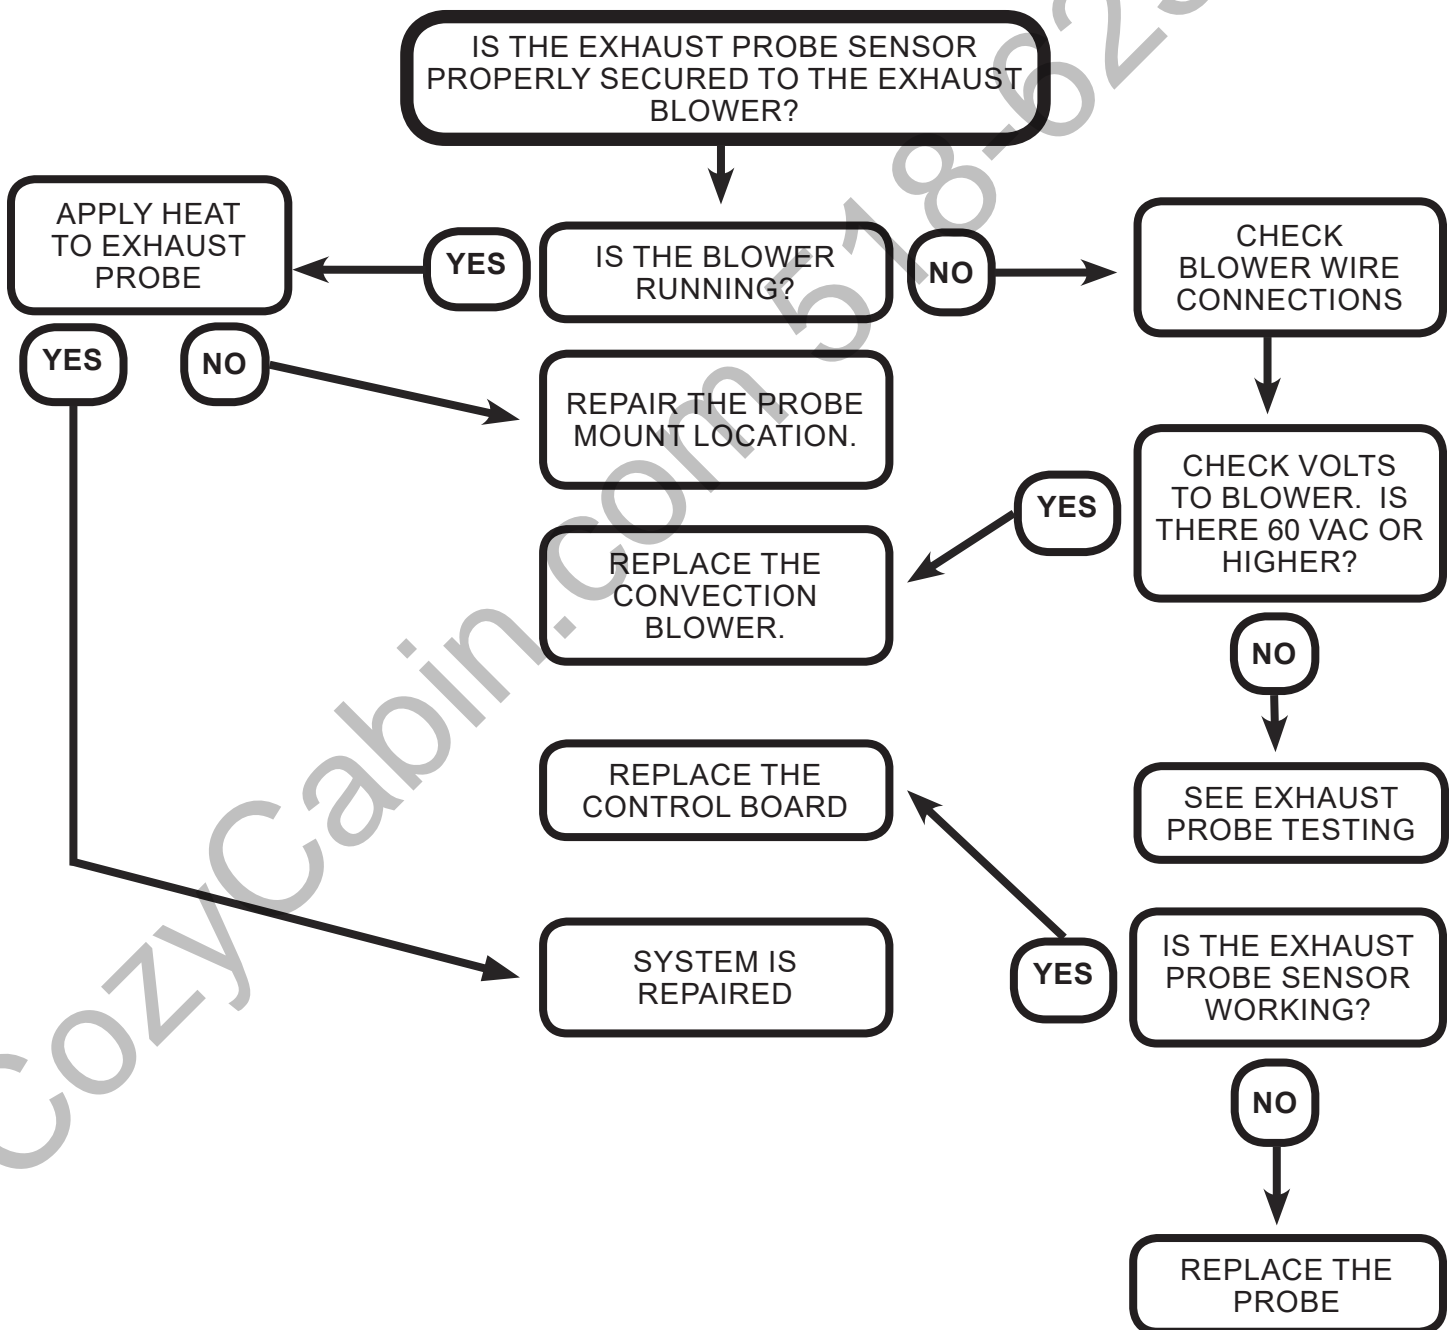 IS THE EXHAUST PROBE SENSOR
PROPERLY SECURED TO THE EXHAUST
BLOWER?
APPLY HEAT
TO EXHAUST
PROBE
YES
IS THE BLOWER
RUNNING?
NO
CHECK
BLOWER WIRE
CONNECTIONS
YES
NO
REPAIR THE PROBE
MOUNT LOCATION.
YES
CHECK VOLTS
TO BLOWER. IS
THERE 60 VAC OR
HIGHER?
REPLACE THE
CONVECTION
BLOWER.
NO
REPLACE THE
CONTROL BOARD
SEE EXHAUST
PROBE TESTING
SYSTEM IS
REPAIRED
YES
IS THE EXHAUST
PROBE SENSOR
WORKING?
NO
REPLACE THE
PROBE
CozyCabin.com 518-623